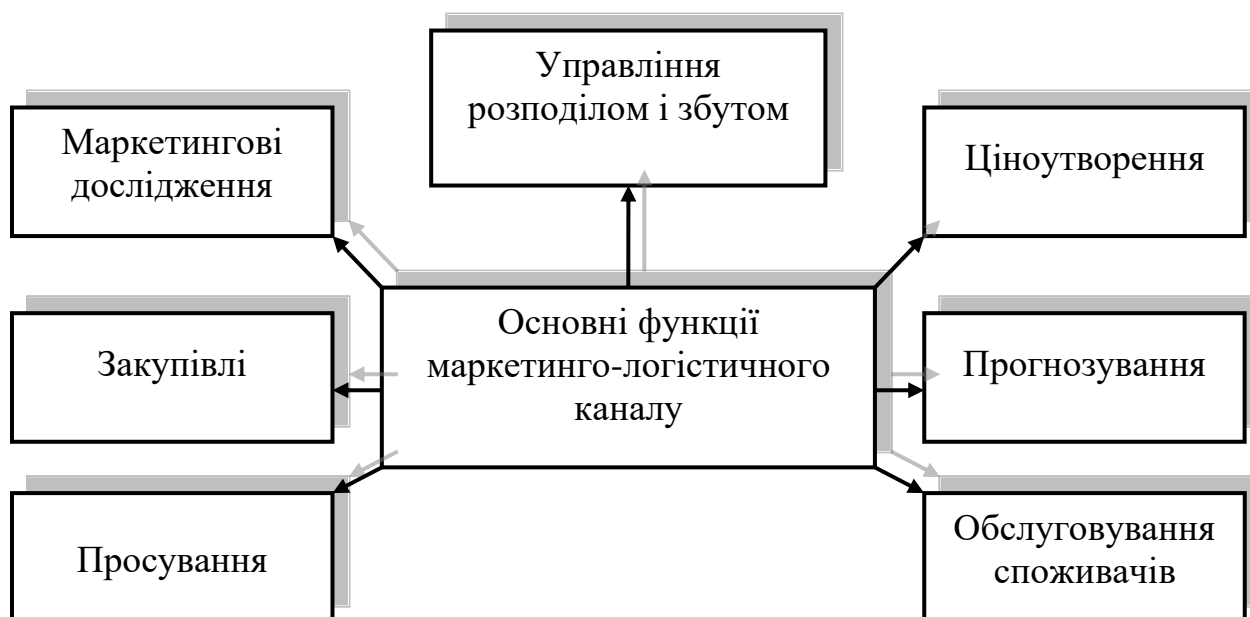 Управління
розподілом і збутом
Маркетингові
дослідження
Ціноутворення
Основні функції
маркетинго-логістичного
каналу
Закупівлі
Прогнозування
Просування
Обслуговування
споживачів